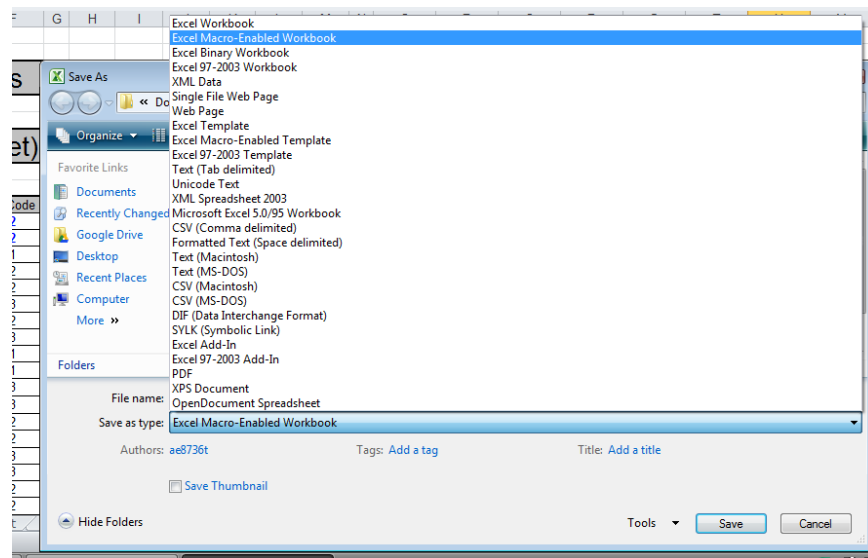 G H I
Excel Workbook
Excel Macro-Enabled Workbook
Excel Binary Workbook
Excel 97-2003 Workbook
s
Save As
XML Data
Single File Web Page
« Do
Web Page
Excel Template
Organize
Excel Macro-Enabled Template
et)
Excel 97-2003 Template
Favorite Links
Text (Tab delimited)
Unicode Text
Documents
XML Spreadsheet 2003
Code
Recently Changed
Microsoft Excel 5.0/95 Workbook
CSV (Comma delimited)
Google Drive
Formatted Text (Space delimited)
Desktop
Text (Macintosh)
Text (MS-DOS)
Recent Places
CSV (Macintosh)
Computer
CSV (MS-DOS)
More »
DIF (Data Interchange Format)
SYLK (Symbolic Link)
Excel Add-In
Folders
Excel 97-2003 Add-In
PDF
XPS Document
File name:
OpenDocument Spreadsheet
Save as type: Excel Macro-Enabled Workbook
Authors: ae8736t
Tags: Add a tag
Title: Add a title
Save Thumbnail
Hide Folders
Tools
Save
Cancel